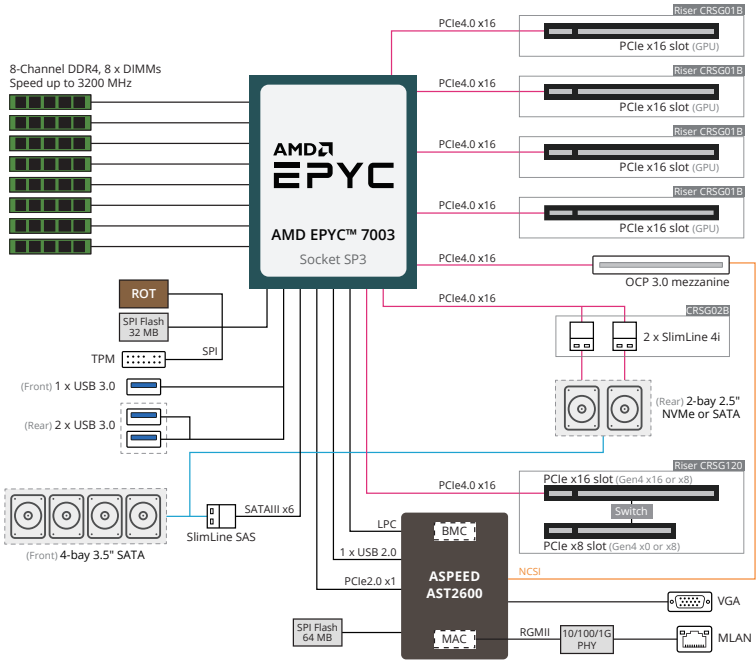 Riser CRSG01B
PCIe4.0 x16
PCIe x16 slot (GPU)
8-Channel DDR4, 8 x DIMMs
Speed up to 3200 MHz
Riser CRSG01B
PCIe4.0 x16
PCIe x16 slot (GPU)
Riser CRSG01B
PCIe4.0 x16
PCIe x16 slot (GPU)
AMD
EPYC
Riser CRSG01B
PCIe4.0 x16
PCIe x16 slot (GPU)
AMD EPYC™ 7003
Socket SP3
PCIe4.0 x16
OCP 3.0 mezzanine
ROT
PCIe4.0 x16
CRSG02B
SPI Flash
32 MB
2 x SlimLine 4i
SPI
TPM
(Front) 1 x USB 3.0
(Rear) 2 x USB 3.0
(Rear) 2-bay 2.5"
NVMe or SATA
Riser CRSG120
PCIe x16 slot (Gen4 x16 or x8)
PCIe4.0 x16
Switch
PCIe x8 slot (Gen4 x0 or x8)
SATAIII x6
SlimLine SAS
(Front) 4-bay 3.5" SATA
LPC
BMC
1 x USB 2.0
PCIe2.0 x1
ASPEED
AST2600
NCSI
VGA
SPI Flash
64 MB
MAC
RGMII
10/100/1G
PHY
MLAN